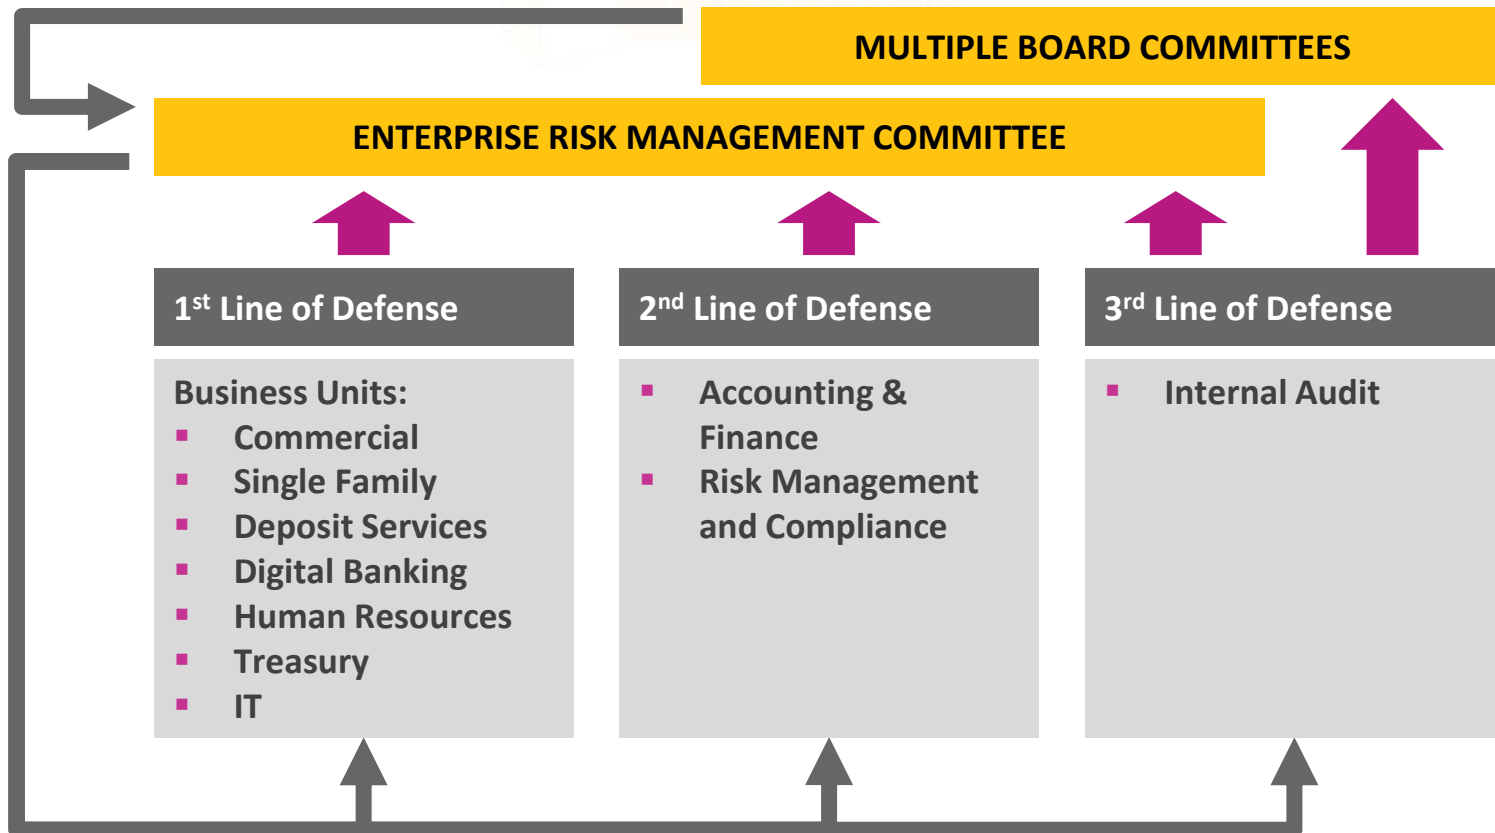 MULTIPLE BOARD COMMITTEES
ENTERPRISE RISK MANAGEMENT COMMITTEE
1st Line of Defense
Business Units:
▪ Commercial
▪ Single Family
▪ Deposit Services
▪ Digital Banking
▪ Human Resources
▪ Treasury
▪ IT
2nd Line of Defense
▪ Accounting &
Finance
▪ Risk Management
and Compliance
3rd Line of Defense
▪ Internal Audit